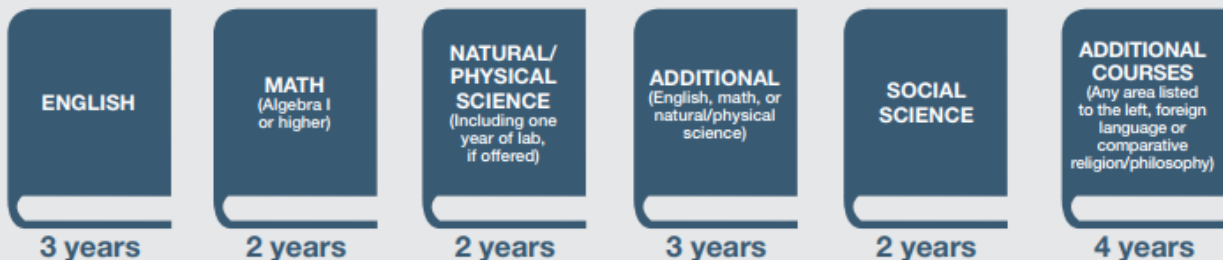 ENGLISH
3 years
MATH
(Algebra I
or higher)
2 years
NATURAL/
PHYSICAL
SCIENCE
(Including one
year of lab,
if offered)
2 years
ADDITIONAL
(English, math, or
natural/physical
science)
3 years
SOCIAL
SCIENCE
2 years
ADDITIONAL
COURSES
(Any area listed
to the left, foreign
language or
comparative
religion/philosophy)
4 years